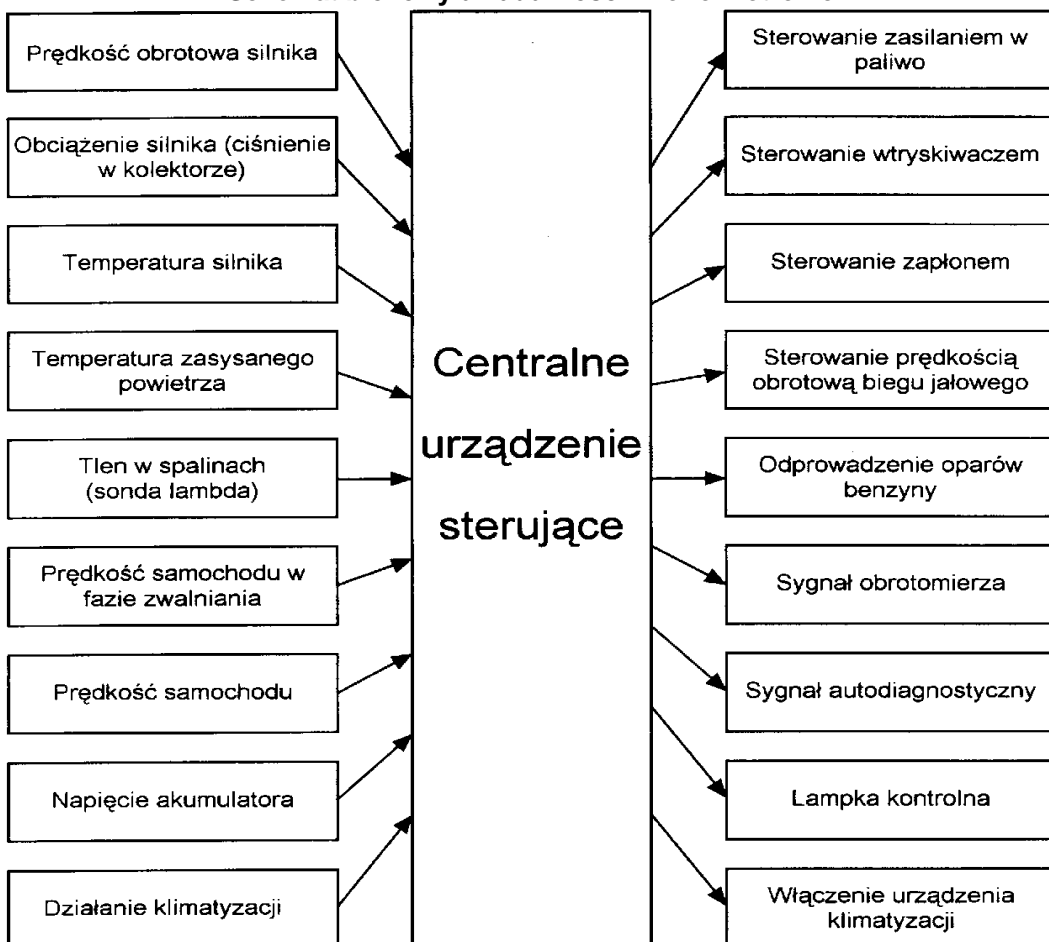 Prędkość obrotowa silnika
Obciążenie silnika (ciśnienie
w kolektorze)
Temperatura silnika
Temperatura zasysanego
powietrza
Tlen w spalinach
(sonda lambda)
Prędkość samochodu w
fazie zwalniania
Prędkość samochodu
Napięcie akumulatora
Działanie klimatyzacji
Centralne
urządzenie
sterujące
Sterowanie zasilaniem w
paliwo
Sterowanie wtryskiwaczem
Sterowanie zapłonem
Sterowanie prędkością
obrotową biegu jałowego
Odprowadzenie oparów
benzyny
Sygnał obrotomierza
Sygnał autodiagnostyczny
Lampka kontrolna
Włączenie urządzenia
klimatyzacji